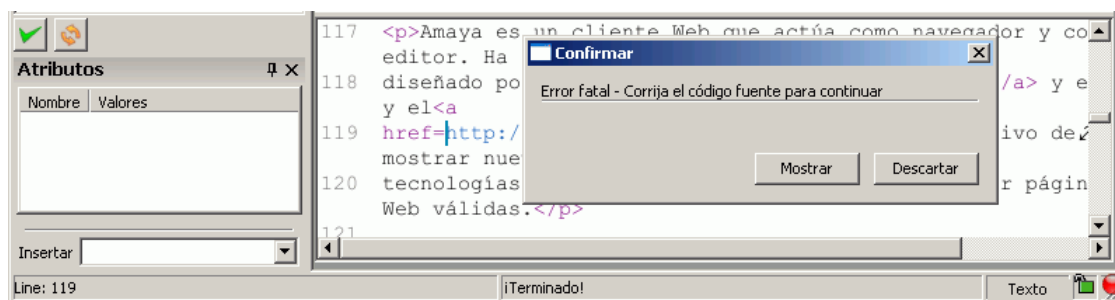 Atributos
Nombre Valores
Insertar
117 <p>Amaya es un cliente Web que actúa como navegador y co
editor. Ha
118 diseñado po /a> y e
y el<a
119 href=http:/ ivo de
mostrar nue
120 tecnologías r págin
Web válidas.</p>
121
Confirmar
Error fatal - Corrija el código fuente para continuar
Mostrar Descartar
Line: 119 ¡Terminado! Texto